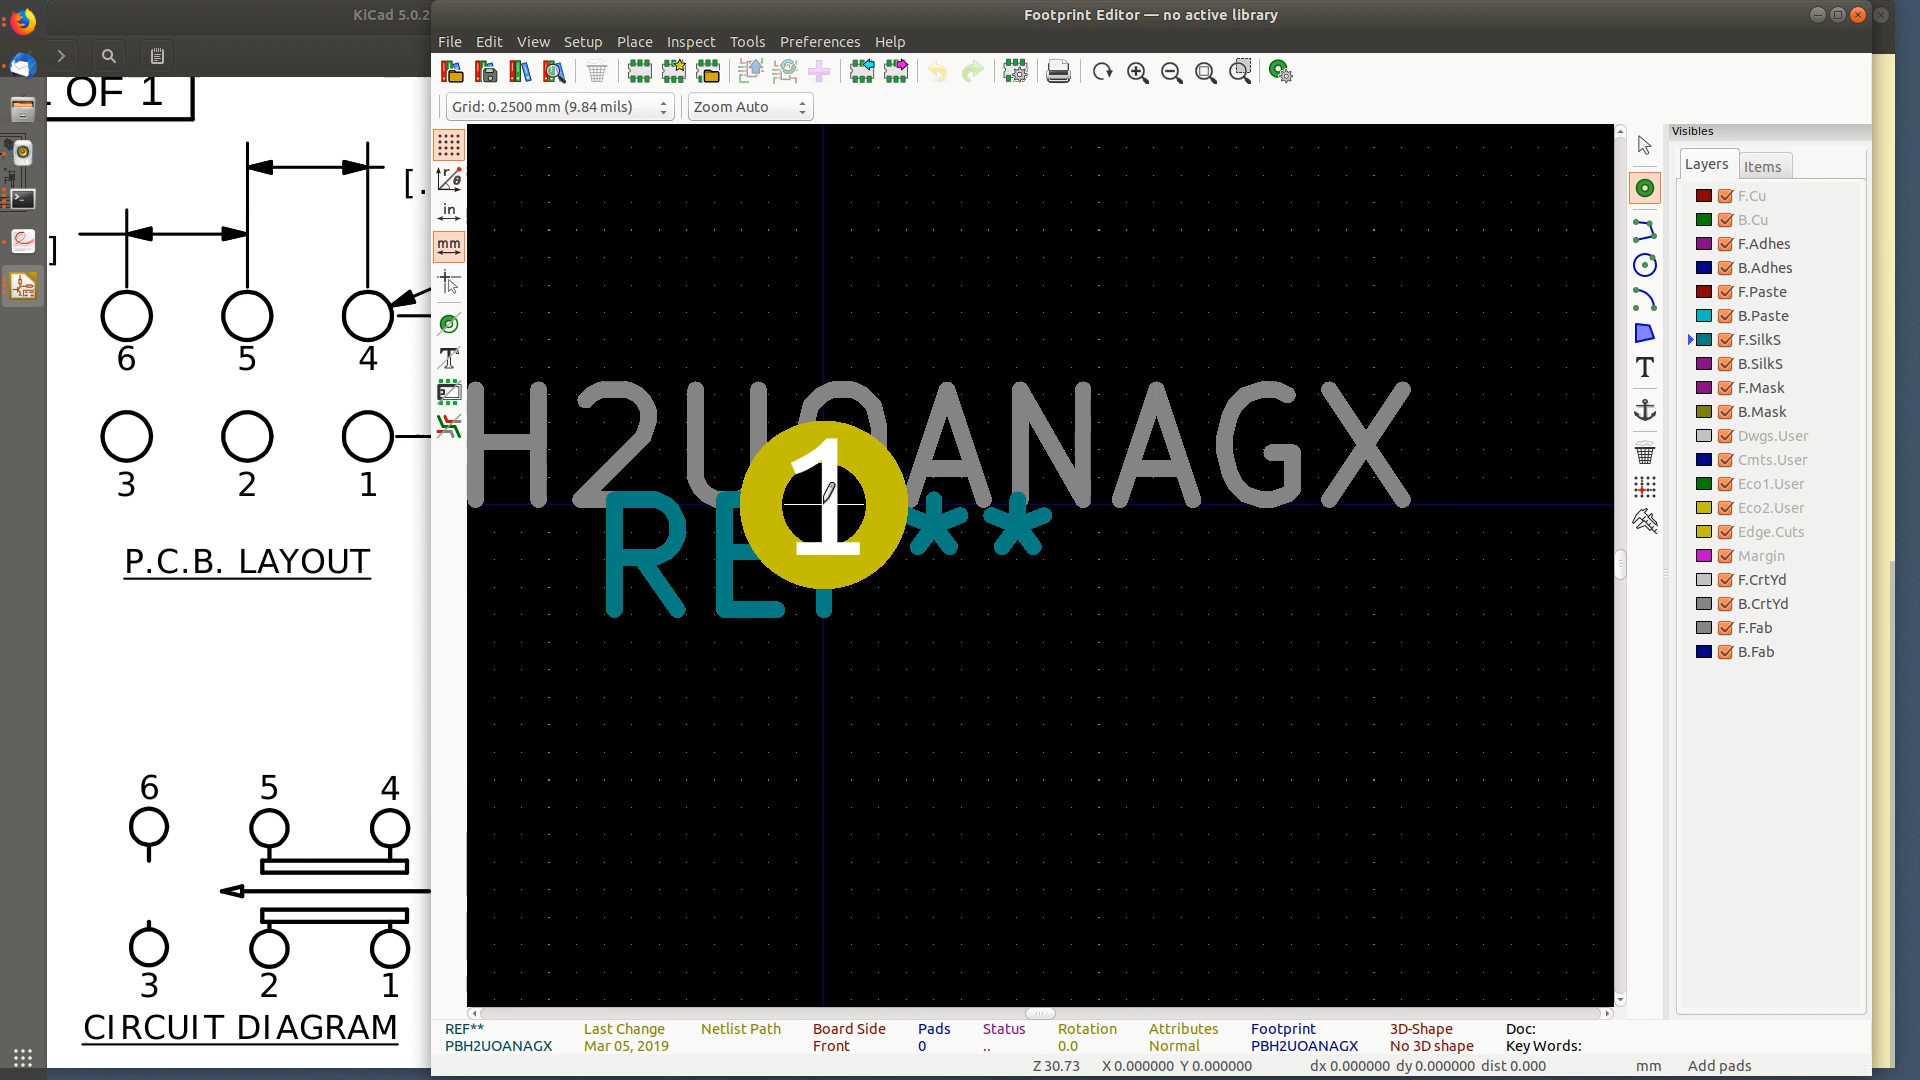 KiCad 5.0.2
Footprint Editor — no active library
File Edit View Setup Place Inspect Tools Preferences Help
Grid: 0.2500 mm (9.84 mils)
Zoom Auto
OF 1
[.
]
6 5 4
3 2 1
P.C.B. LAYOUT
6 5 4
3 2 1
CIRCUIT DIAGRAM
in
mm
H2UOANAGX
REF**
1
Visibles
Layers Items
F.Cu
B.Cu
F.Adhes
B.Adhes
F.Paste
B.Paste
F.SilkS
B.SilkS
F.Mask
B.Mask
Dwgs.User
Cmts.User
Eco1.User
Eco2.User
Edge.Cuts
Margin
F.CrtYd
B.CrtYd
F.Fab
B.Fab
REF** Last Change Netlist Path Board Side Pads Status Rotation Attributes Footprint 3D-Shape Doc:
PBH2UOANAGX Mar 05, 2019 Front 0 .. 0.0 Normal PBH2UOANAGX No 3D shape Key Words:
Z 30.73 X 0.000000 Y 0.000000 dx 0.000000 dy 0.000000 dist 0.000 mm Add pads